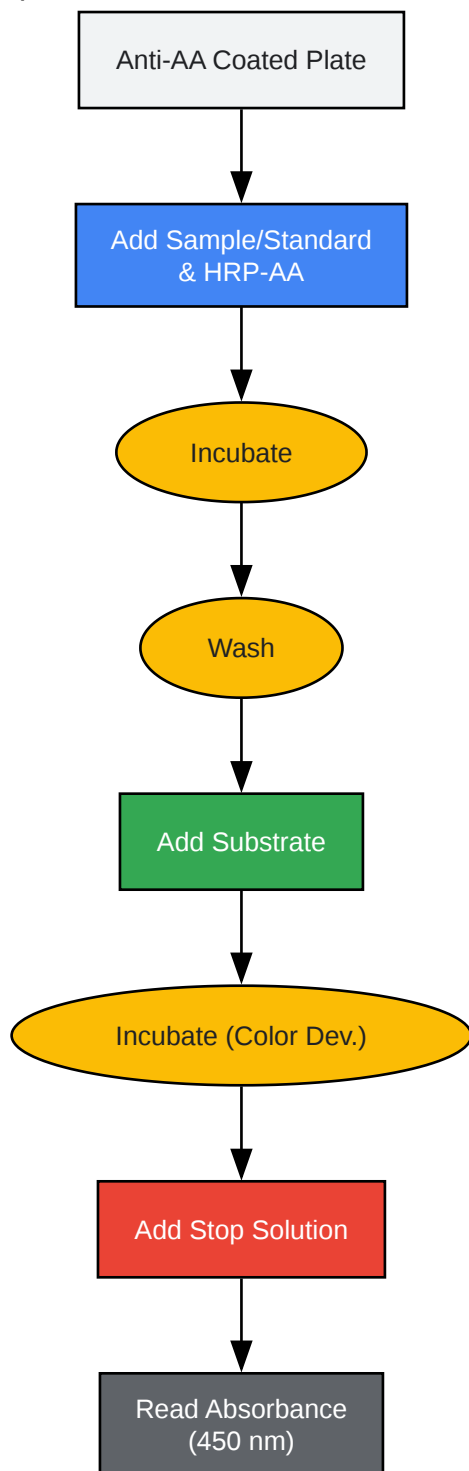 Anti-AA Coated Plate
Add Sample/Standard
& HRP-AA
Incubate
Wash
Add Substrate
Incubate (Color Dev.)
Add Stop Solution
Read Absorbance
(450 nm)